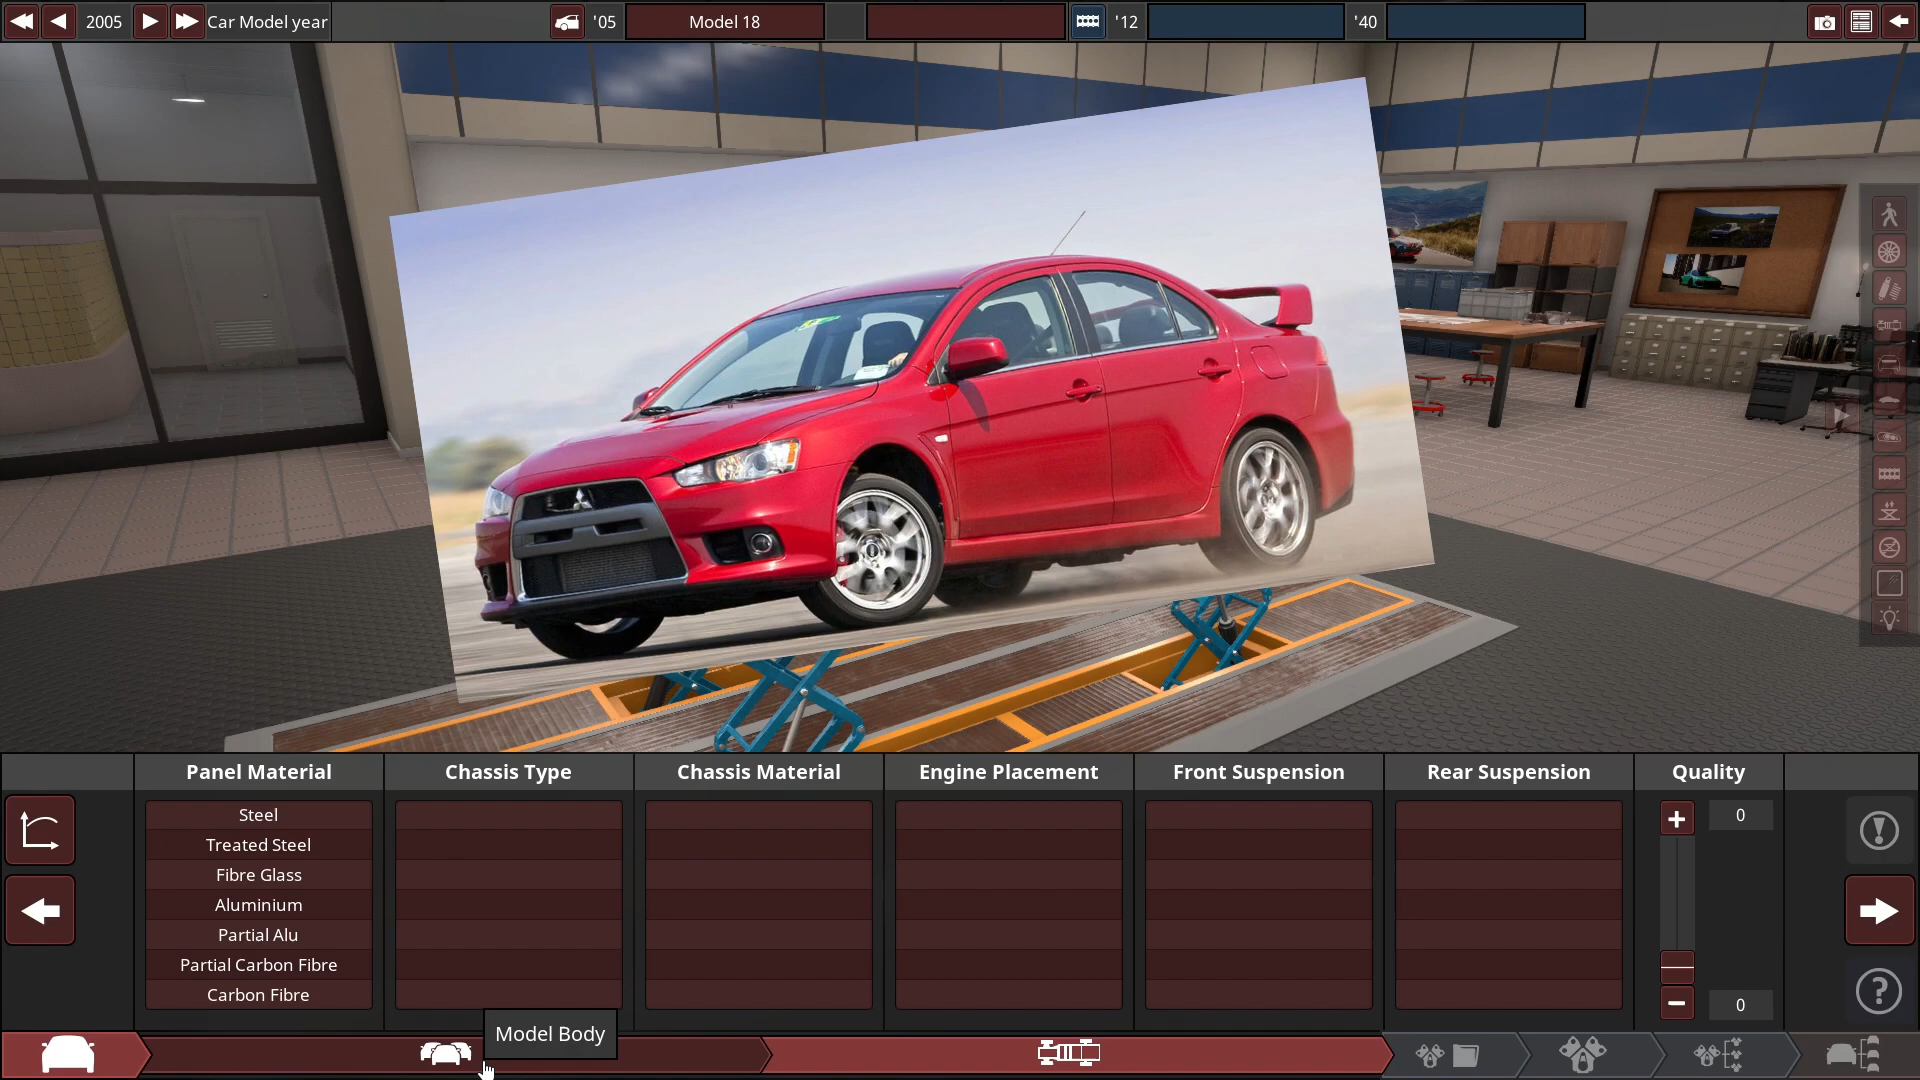 2005 Car Model year '05 Model 18 '12 '40
Panel Material Chassis Type Chassis Material Engine Placement Front Suspension Rear Suspension Quality
Steel
0
Treated Steel
Fibre Glass
Aluminium
Partial Alu
Partial Carbon Fibre
Carbon Fibre
0
Model Body